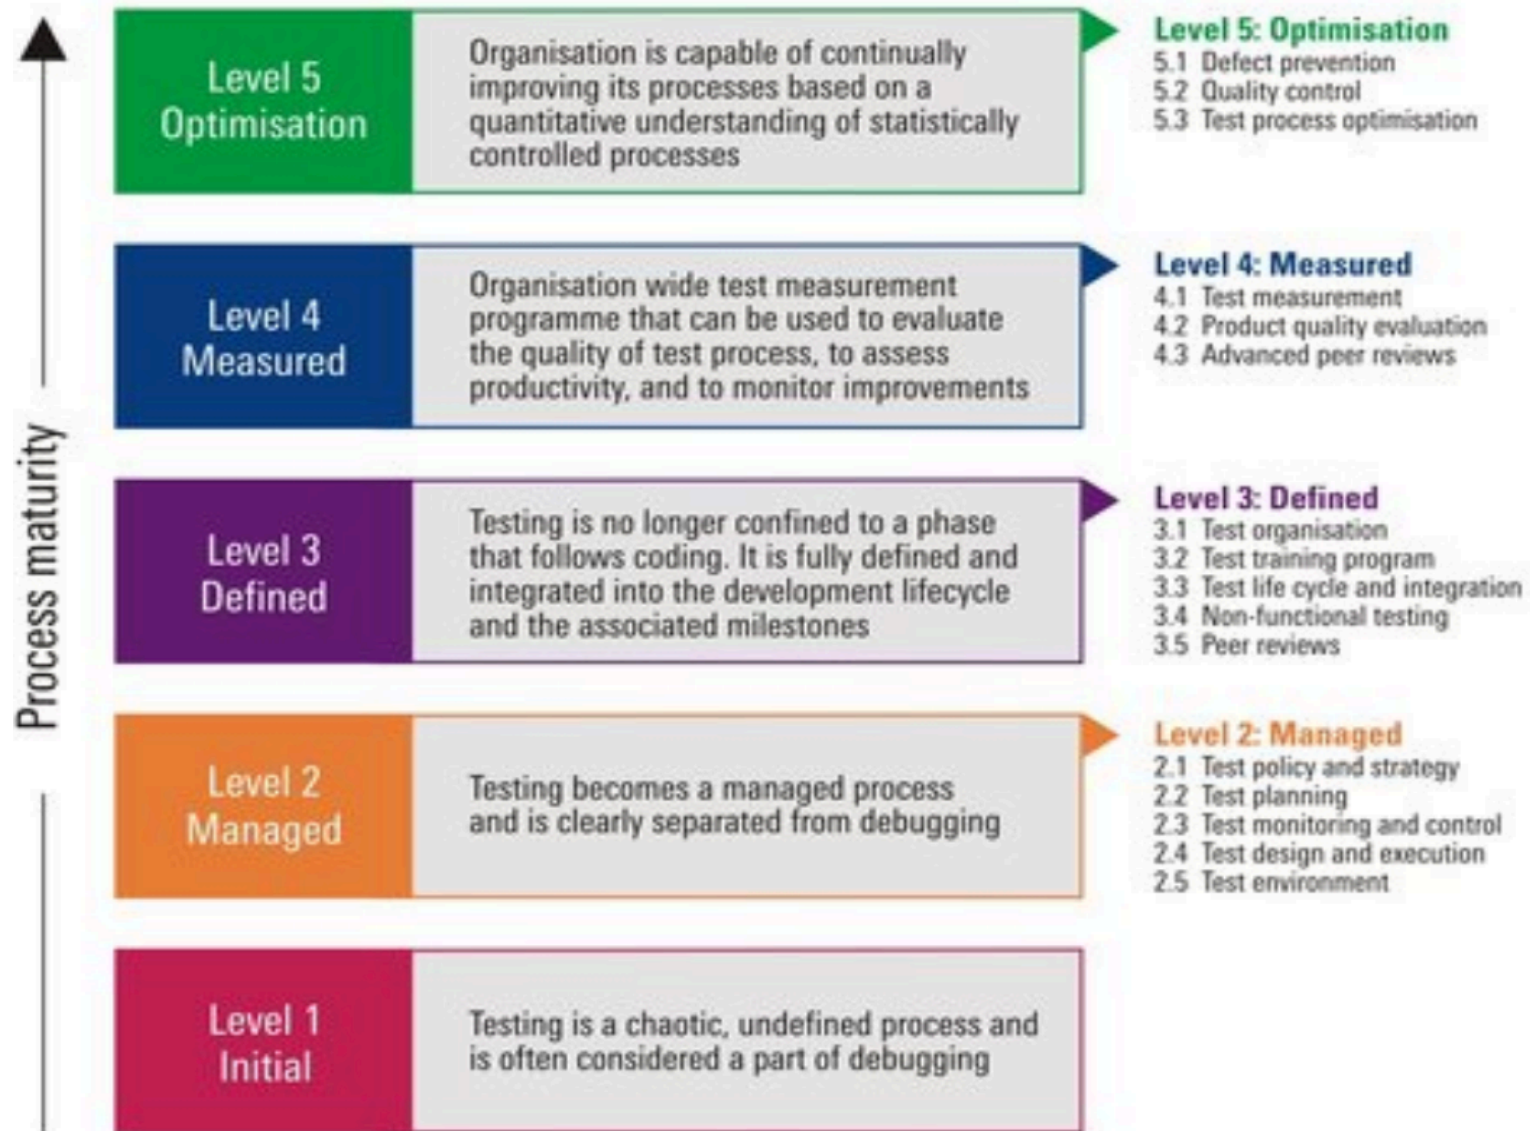 Process maturity
Level 5
Optimisation
Organisation is capable of continually
improving its processes based on a
quantitative understanding of statistically
controlled processes
Level 5: Optimisation
5.1 Defect prevention
5.2 Quality control
5.3 Test process optimisation
Level 4
Measured
Organisation wide test measurement
programme that can be used to evaluate
the quality of test process, to assess
productivity, and to monitor improvements
Level 4: Measured
4.1 Test measurement
4.2 Product quality evaluation
4.3 Advanced peer reviews
Level 3
Defined
Testing is no longer confined to a phase
that follows coding. It is fully defined and
integrated into the development lifecycle
and the associated milestones
Level 3: Defined
3.1 Test organisation
3.2 Test training program
3.3 Test life cycle and integration
3.4 Non-functional testing
3.5 Peer reviews
Level 2
Managed
Testing becomes a managed process
and is clearly separated from debugging
Level 2: Managed
2.1 Test policy and strategy
2.2 Test planning
2.3 Test monitoring and control
2.4 Test design and execution
2.5 Test environment
Level 1
Initial
Testing is a chaotic, undefined process and
is often considered a part of debugging